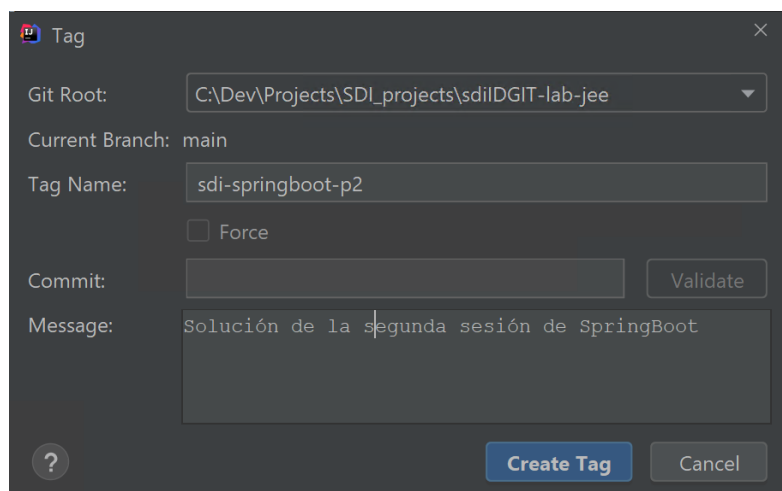 Tag
Git Root: C:\Dev\Projects\SDI_projects\sdiIDGIT-lab-jee
Current Branch: main
Tag Name: sdi-springboot-p2
Force
Commit: Validate
Message: Solución de la segunda sesión de SpringBoot
? Create Tag Cancel